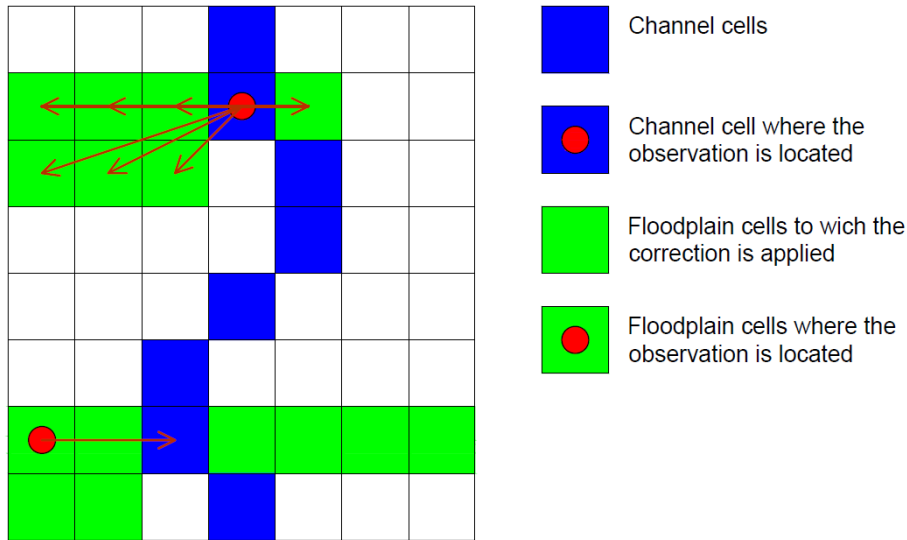 Channel cells
Channel cell where the
observation is located
Floodplain cells to wich the
correction is applied
Floodplain cells where the
observation is located